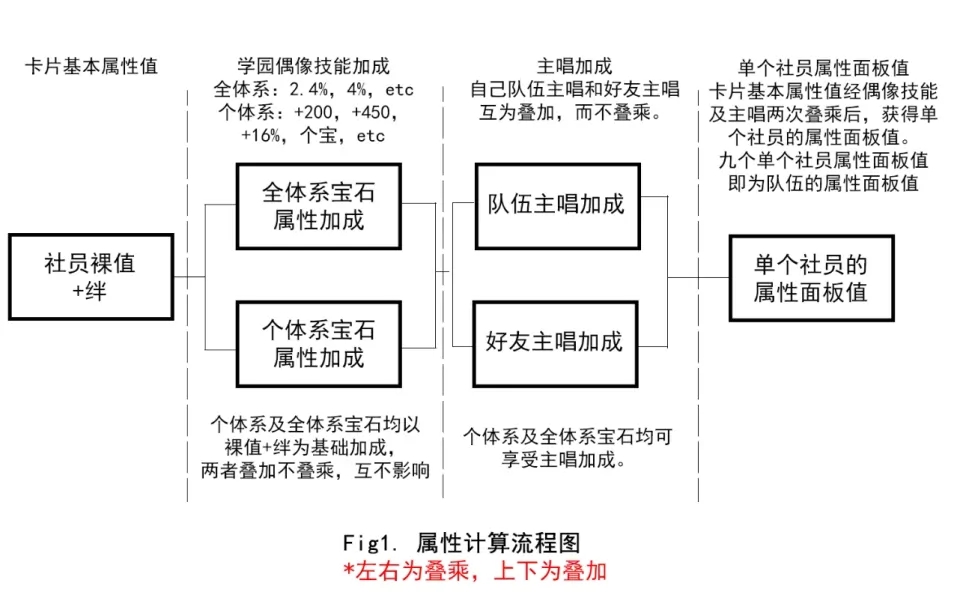 卡片基本属性值
学园偶像技能加成
全体系：2.4%，4%，etc
个体系：+200，+450，
+16%，个宝，etc
主唱加成
自己队伍主唱和好友主唱
互为叠加，而不叠乘。
单个社员属性面板值
卡片基本属性值经偶像技能
及主唱两次叠乘后，获得单
个社员的属性面板值。
九个单个社员属性面板值
即为队伍的属性面板值
社员裸值
+绊
全体系宝石
属性加成
个体系宝石
属性加成
队伍主唱加成
好友主唱加成
单个社员的
属性面板值
个体系及全体系宝石均以
裸值+绊为基础加成，
两者叠加不叠乘，互不影响
个体系及全体系宝石均可
享受主唱加成。
Fig1. 属性计算流程图
*左右为叠乘，上下为叠加